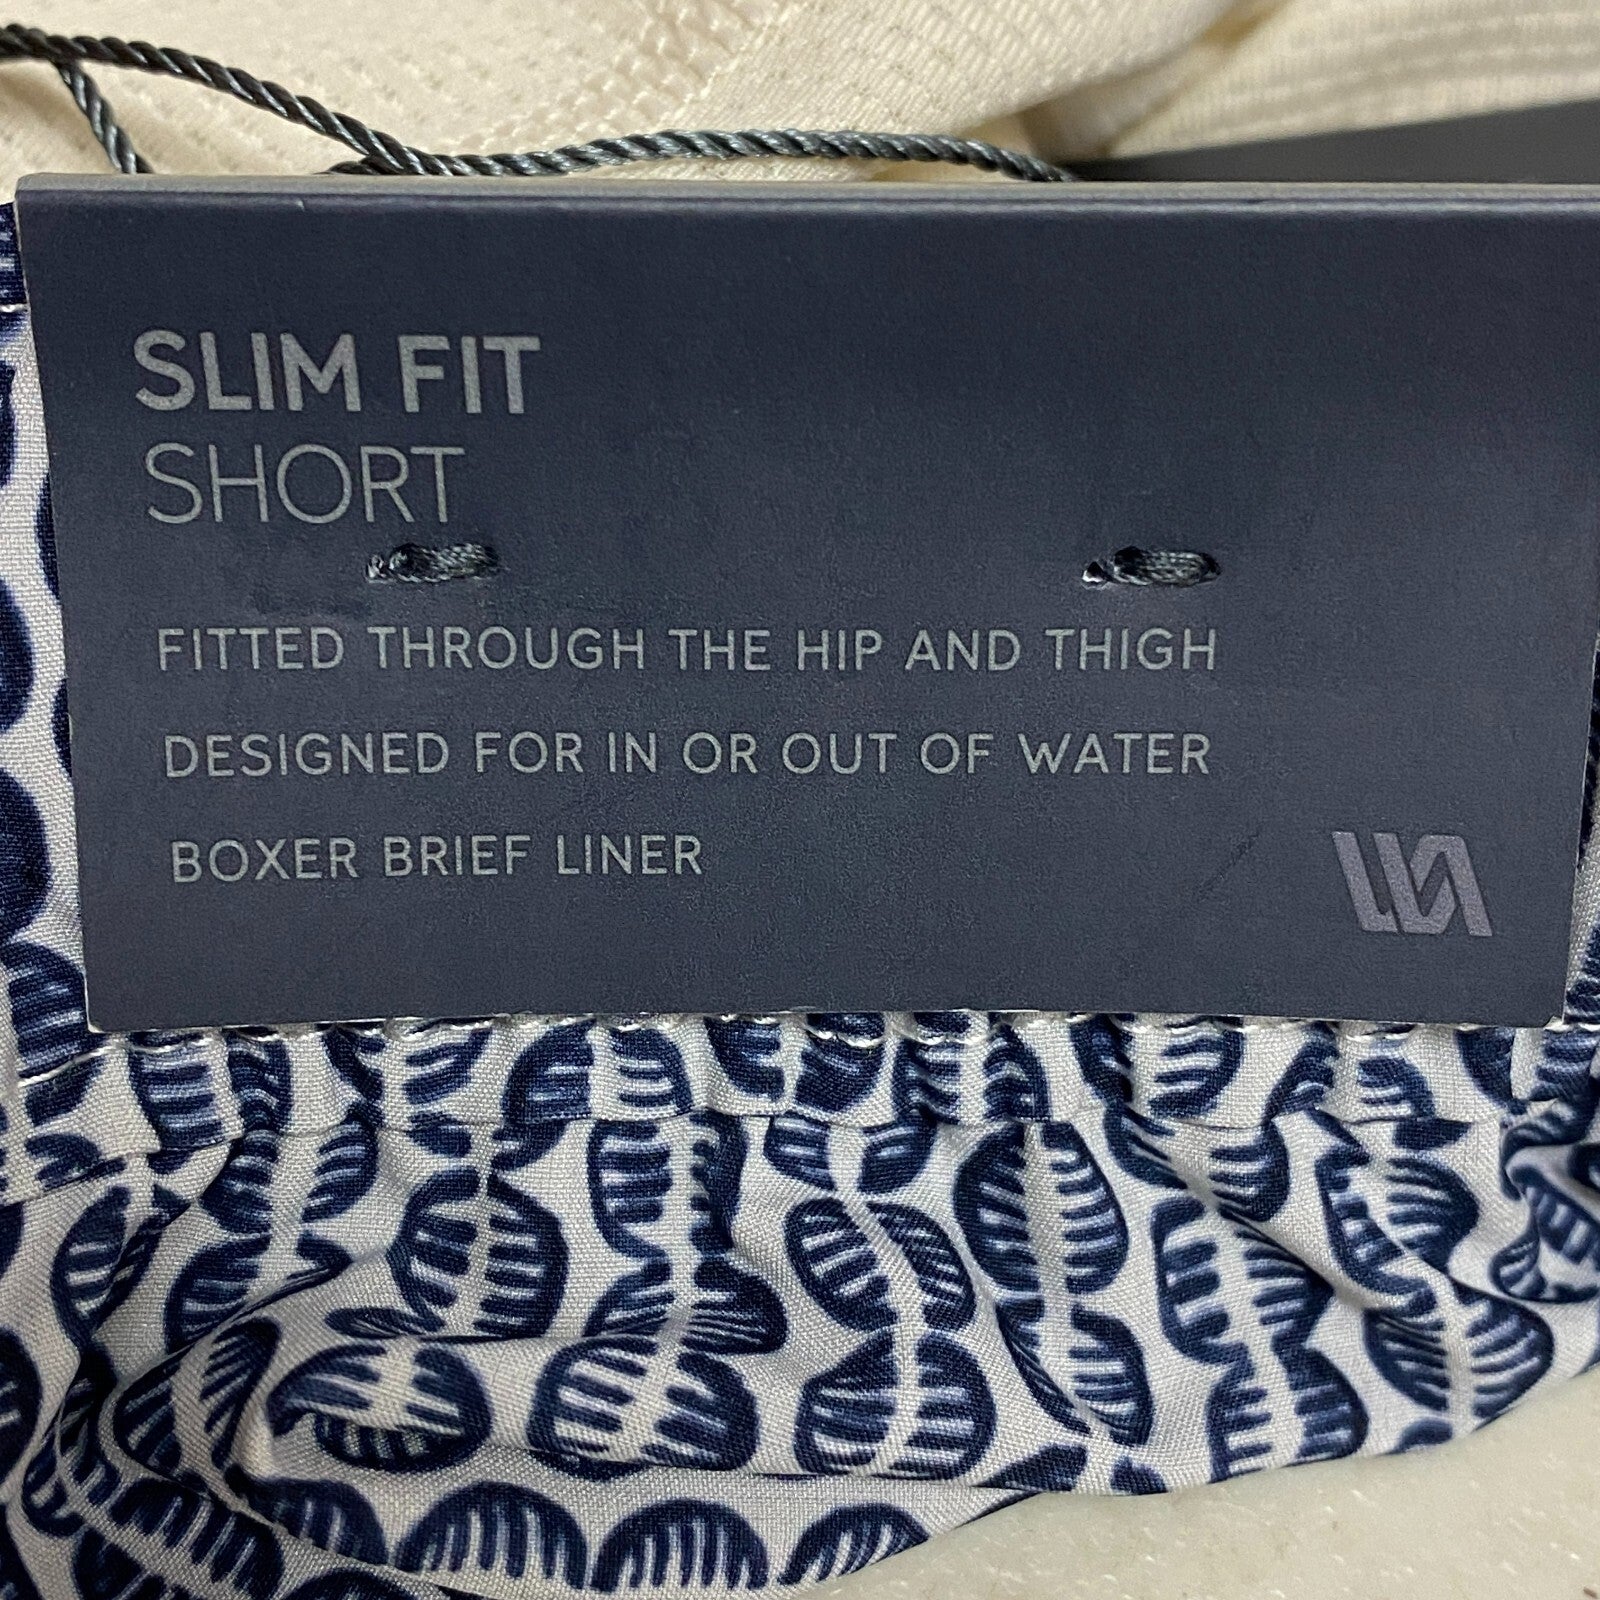 SLIM FIT
SHORT
FITTED THROUGH THE HIP AND THIGH
DESIGNED FOR IN OR OUT OF WATER
BOXER BRIEF LINER